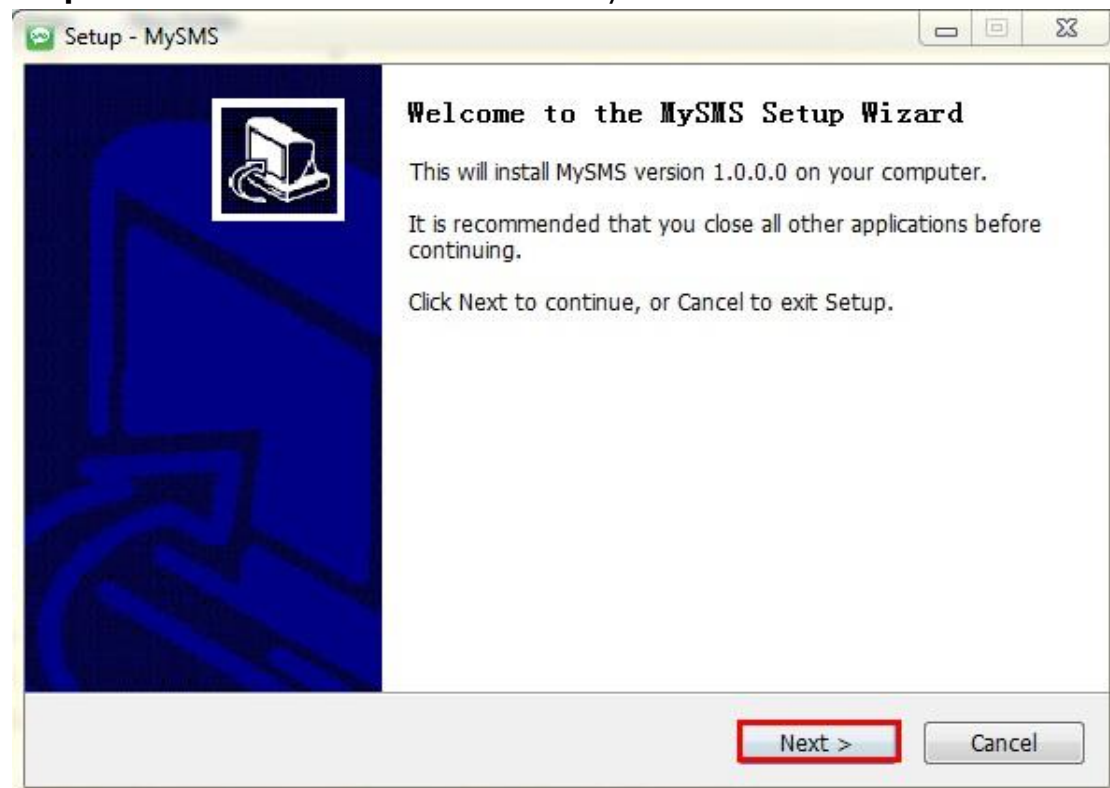 Setup - MySMS
Welcome to the MySMS Setup Wizard
This will install MySMS version 1.0.0.0 on your computer.
It is recommended that you close all other applications before
continuing.
Click Next to continue, or Cancel to exit Setup.
Next >
Cancel